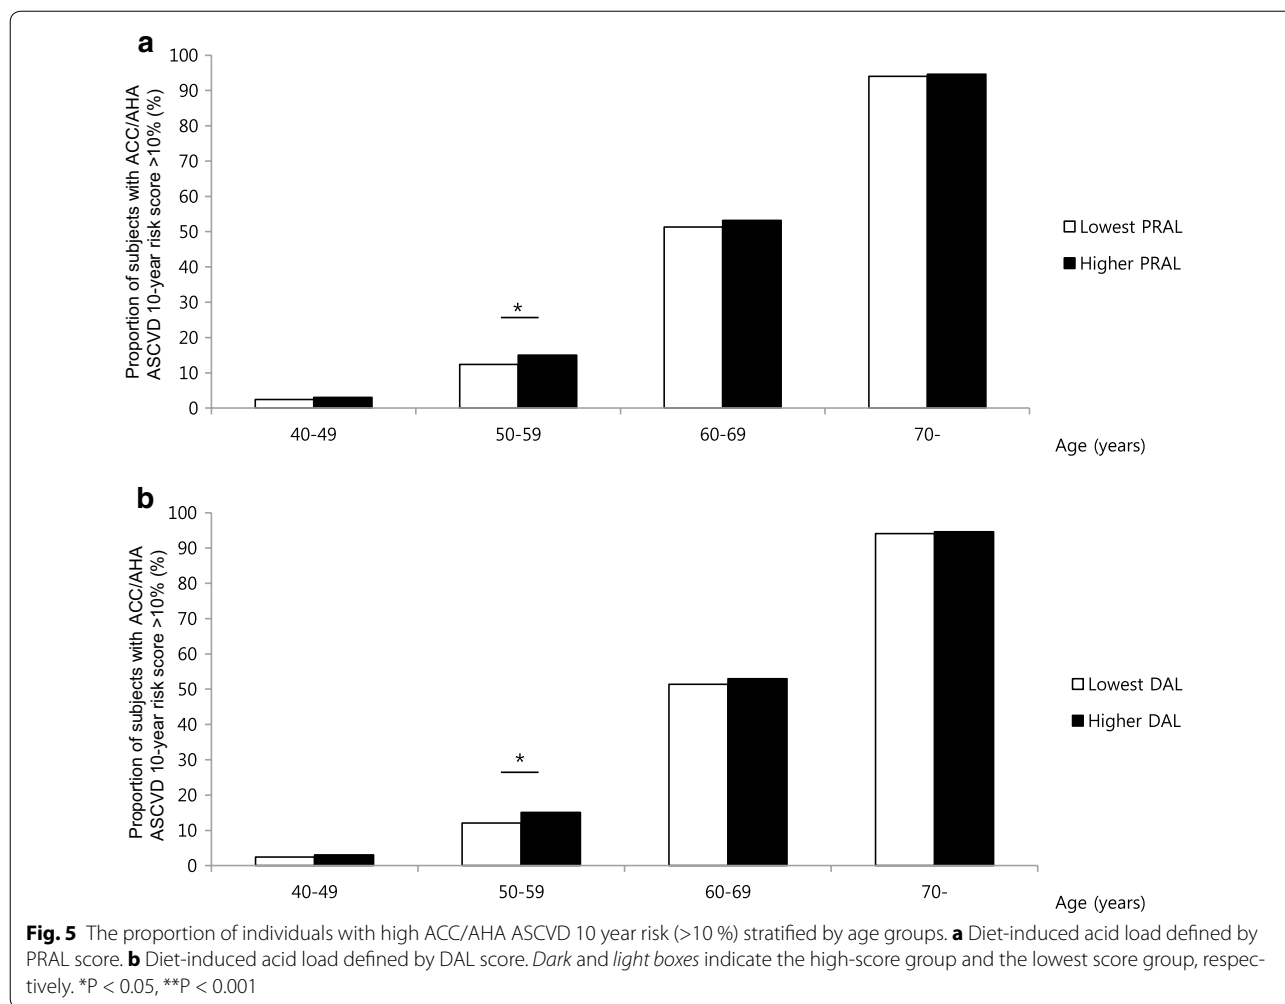 a
Proportion of subjects with ACC/AHA
ASCVD 10-year risk score >10% (%)
100
90
80
70
60
50
40
30
20
10
0
*
40-49
50-59
60-69
70-
Age (years)
Lowest PRAL
Higher PRAL
b
Proportion of subjects with ACC/AHA
ASCVD 10-year risk score >10% (%)
100
90
80
70
60
50
40
30
20
10
0
*
40-49
50-59
60-69
70-
Age (years)
Lowest DAL
Higher DAL
Fig. 5 The proportion of individuals with high ACC/AHA ASCVD 10 year risk (>10 %) stratified by age groups. a Diet-induced acid load defined by
PRAL score. b Diet-induced acid load defined by DAL score. Dark and light boxes indicate the high-score group and the lowest score group, respec-
tively. *P < 0.05, **P < 0.001